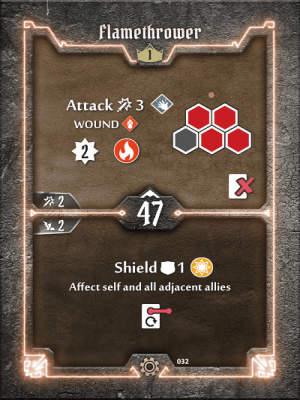 Flamethrower
1
Attack 3
WOUND
2
2
47
2
Shield 1
Affect self and all adjacent allies
032